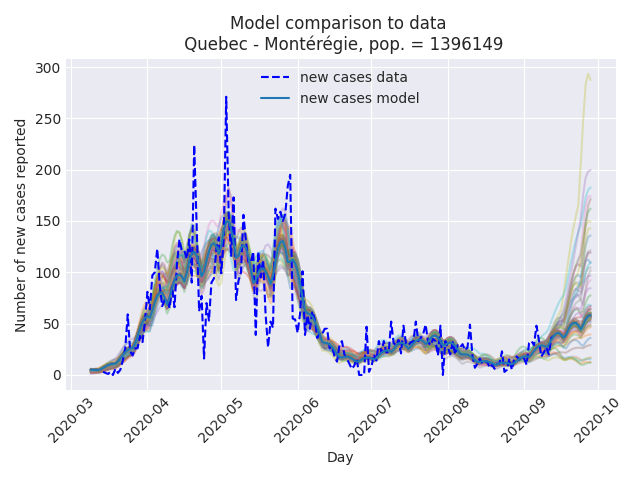 Model comparison to data
Quebec - Montérégie, pop. = 1396149
new cases data
new cases model
Number of new cases reported
300
250
200
150
100
50
0
2020-03
2020-04
2020-05
2020-06
2020-07
2020-08
2020-09
2020-10
Day